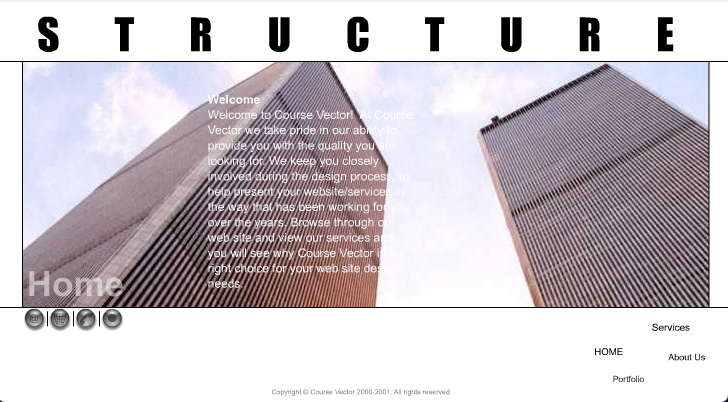 STRUCTURE
Welcome
Welcome to Course Vector! At Course
Vector we take pride in our ability to
provide you with the quality you are
looking for. We keep you closely
involved during the design process, to
help present your website/services in
the way that has been working for you
over the years. Browse through our
web site and view our services and
you will see why Course Vector is
right choice for your web site design
needs.
Home
Services
HOME
About Us
Portfolio
Copyright © Course Vector 2000-2001. All rights reserved